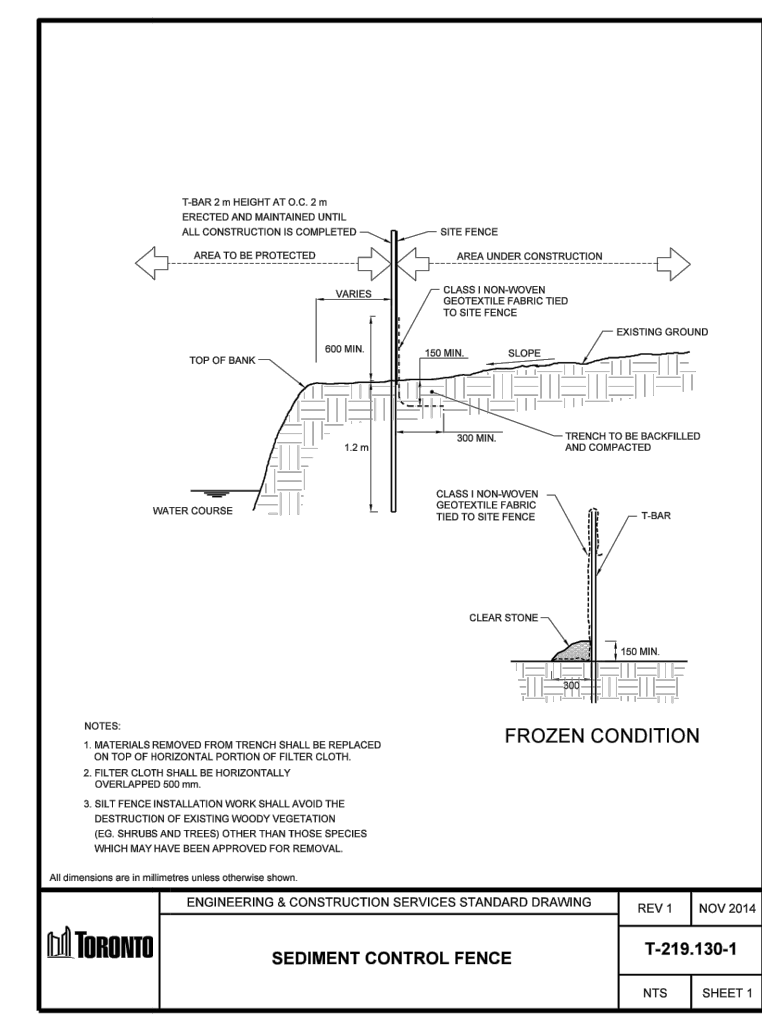 T-BAR 2 m HEIGHT AT O.C. 2 m
ERECTED AND MAINTAINED UNTIL
ALL CONSTRUCTION IS COMPLETED
SITE FENCE
AREA TO BE PROTECTED
AREA UNDER CONSTRUCTION
VARIES
CLASS I NON-WOVEN
GEOTEXTILE FABRIC TIED
TO SITE FENCE
EXISTING GROUND
600 MIN.
150 MIN.
SLOPE
TOP OF BANK
300 MIN.
TRENCH TO BE BACKFILLED
AND COMPACTED
1.2 m
WATER COURSE
CLASS I NON-WOVEN
GEOTEXTILE FABRIC
TIED TO SITE FENCE
T-BAR
CLEAR STONE
150 MIN.
300
FROZEN CONDITION
NOTES:
1. MATERIALS REMOVED FROM TRENCH SHALL BE REPLACED
ON TOP OF HORIZONTAL PORTION OF FILTER CLOTH.
2. FILTER CLOTH SHALL BE HORIZONTALLY
OVERLAPPED 500 mm.
3. SILT FENCE INSTALLATION WORK SHALL AVOID THE
DESTRUCTION OF EXISTING WOODY VEGETATION
(EG. SHRUBS AND TREES) OTHER THAN THOSE SPECIES
WHICH MAY HAVE BEEN APPROVED FOR REMOVAL.
All dimensions are in millimetres unless otherwise shown.
TORONTO
ENGINEERING & CONSTRUCTION SERVICES STANDARD DRAWING
SEDIMENT CONTROL FENCE
REV 1
NOV 2014
T-219.130-1
NTS
SHEET 1